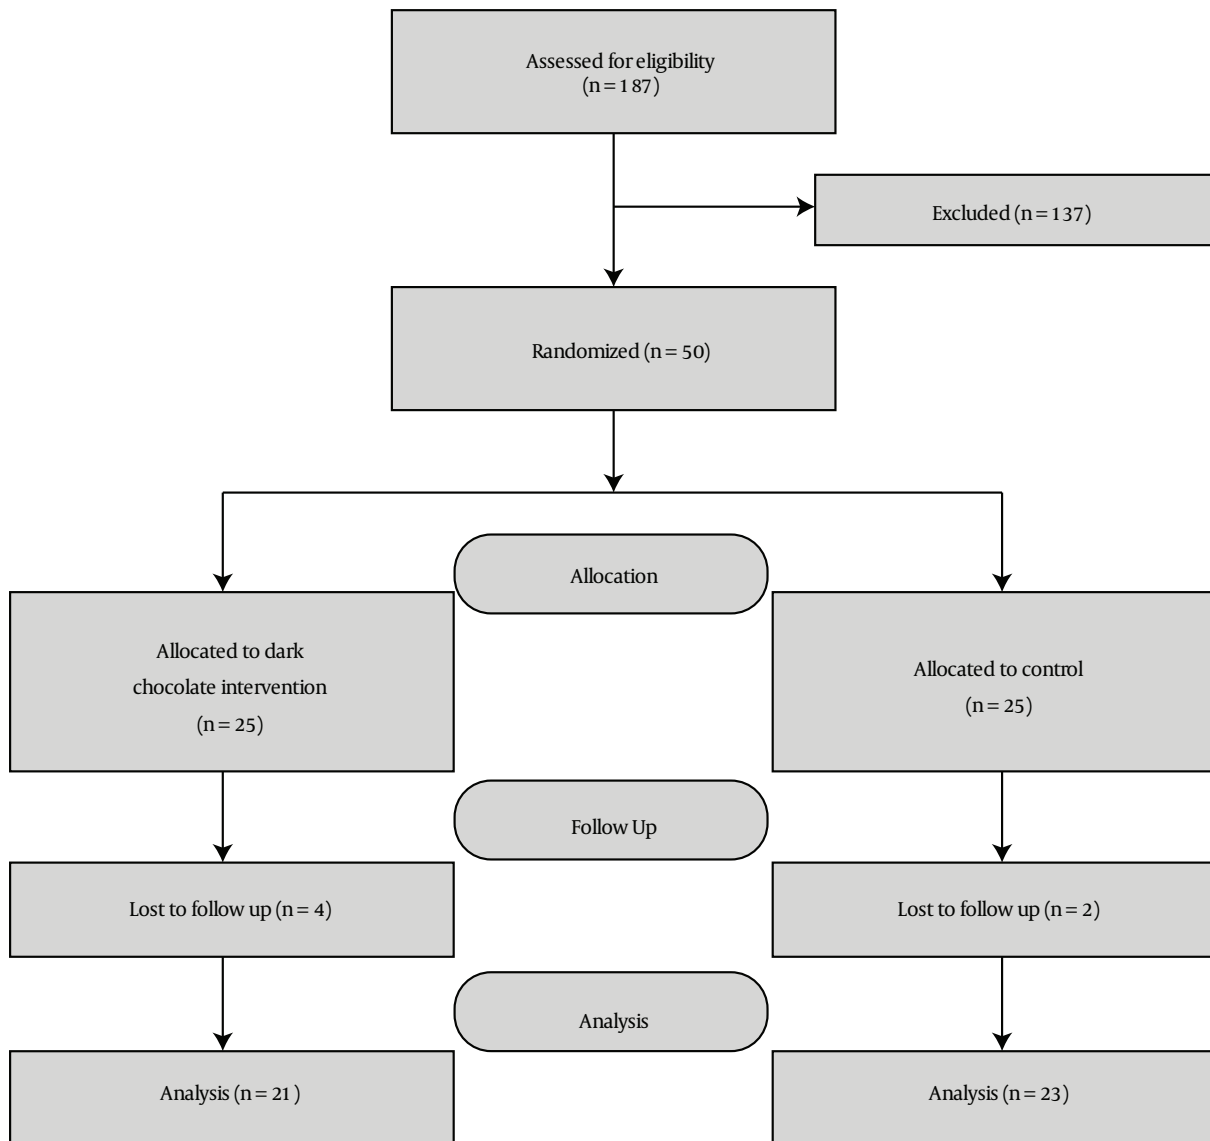 Assessed for eligibility
(n = 187)
Excluded (n = 137)
Randomized (n = 50)
Allocation
Allocated to dark
chocolate intervention
(n = 25)
Allocated to control
(n = 25)
Follow Up
Lost to follow up (n = 4)
Lost to follow up (n = 2)
Analysis
Analysis (n = 21)
Analysis (n = 23)